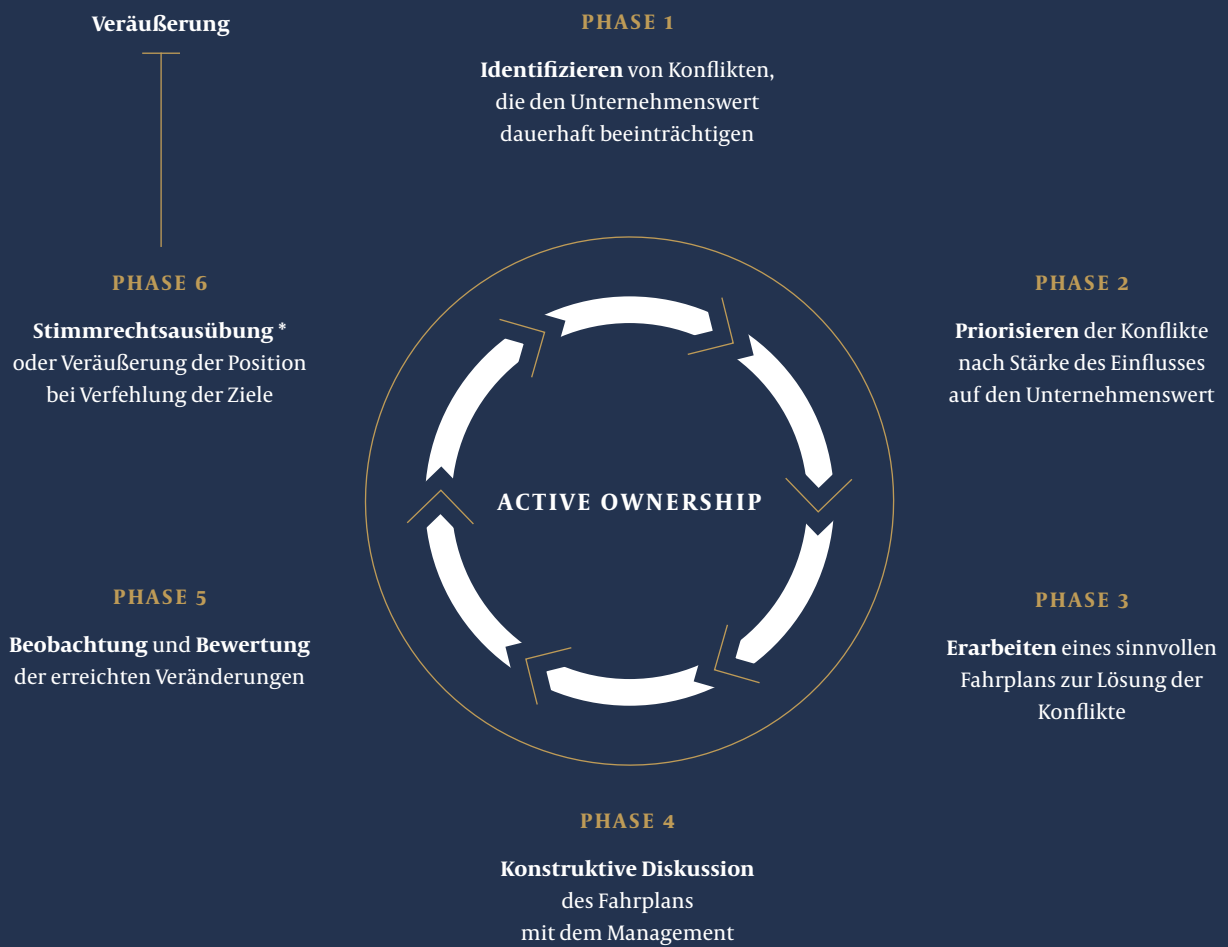 Veräußerung
PHASE 1
Identifizieren von Konflikten,
die den Unternehmenswert
dauerhaft beeinträchtigen
PHASE 2
Priorisieren der Konflikte
nach Stärke des Einflusses
auf den Unternehmenswert
PHASE 3
Erarbeiten eines sinnvollen
Fahrplans zur Lösung der
Konflikte
PHASE 4
Konstruktive Diskussion
des Fahrplans
mit dem Management
PHASE 5
Beobachtung und Bewertung
der erreichten Veränderungen
PHASE 6
Stimmrechtsausübung *
oder Veräußerung der Position
bei Verfehlung der Ziele
ACTIVE OWNERSHIP